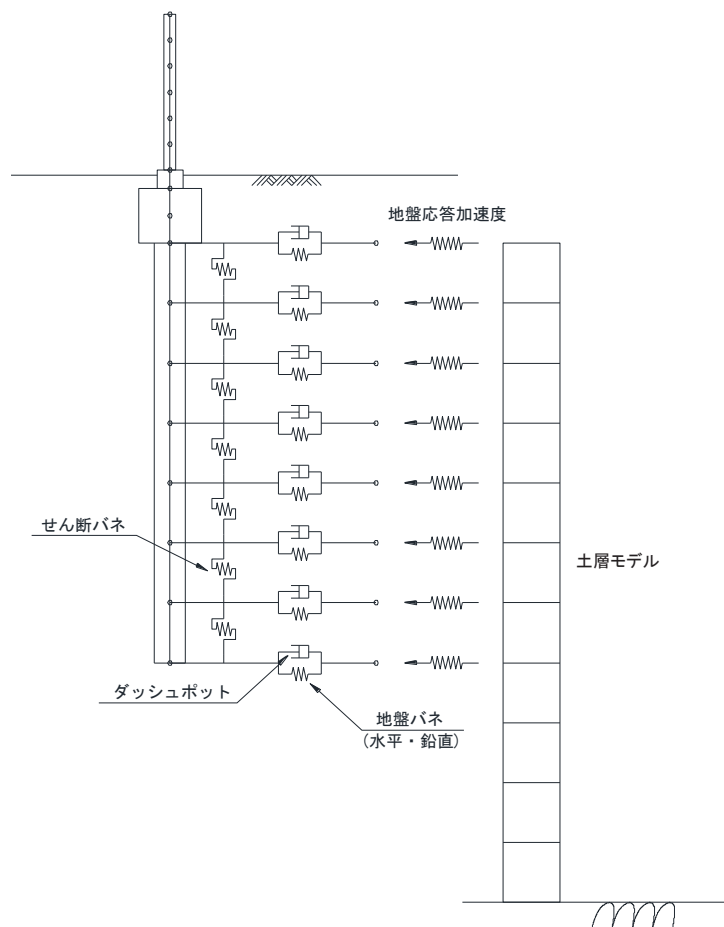 地盤応答加速度
せん断バネ
土層モデル
ダッシュポット
地盤バネ
(水平・鉛直)